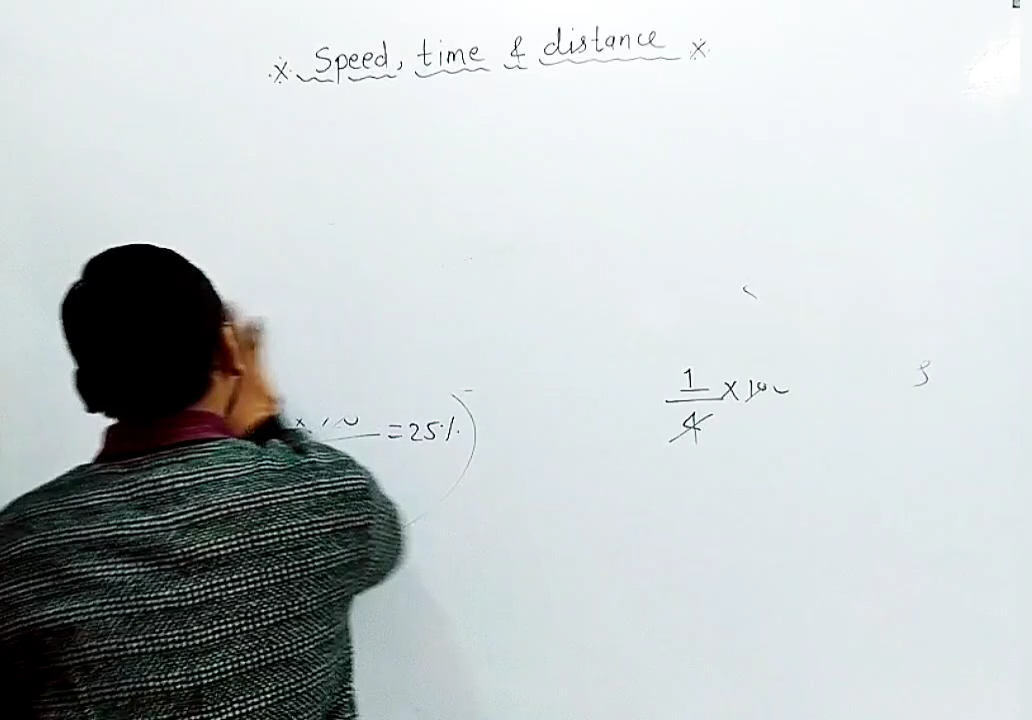 Speed, time & distance
= 25%
1
× 100
4